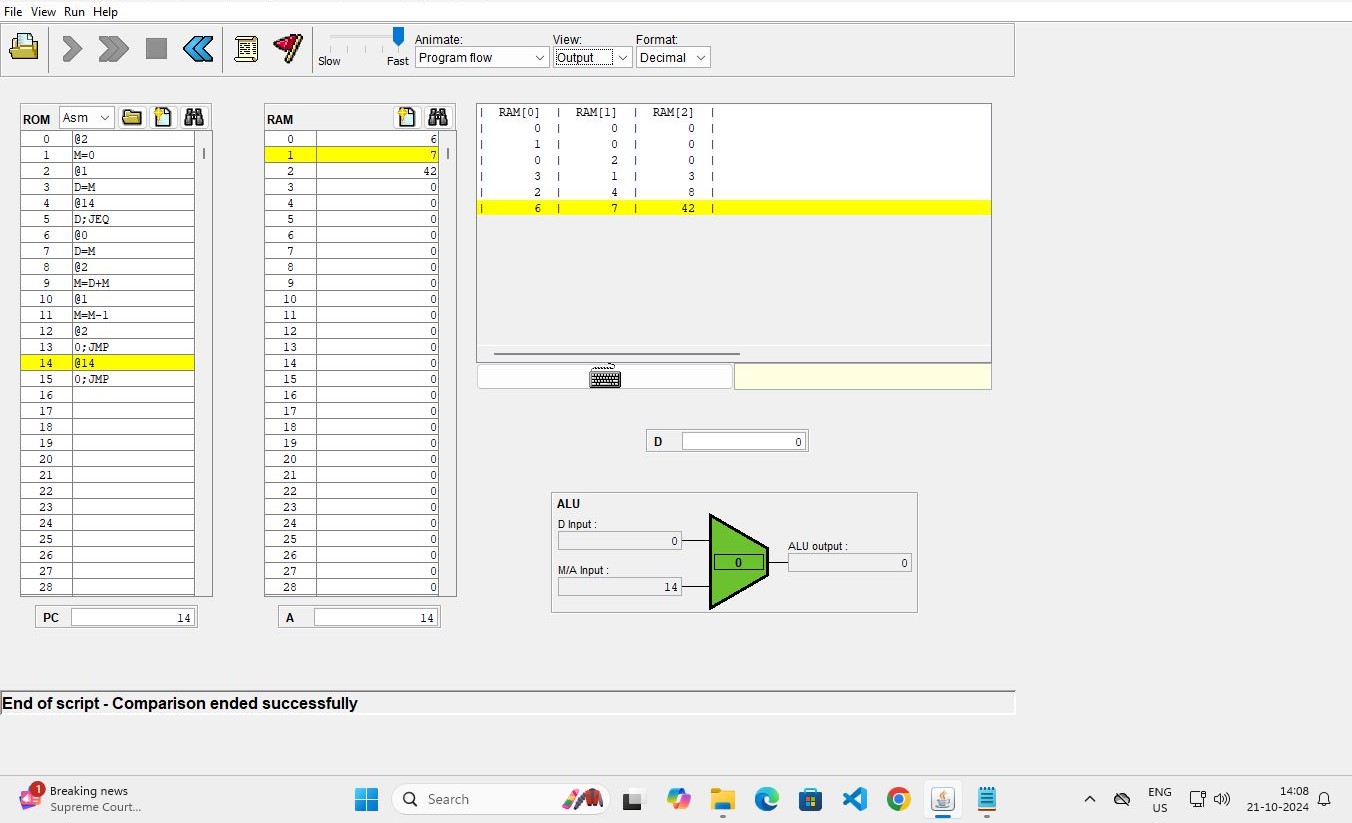 File View Run Help
Animate: View: Format:
Slow Fast Program flow Output Decimal
ROM Asm
0 @2
1 M=0
2 @1
3 D=M
4 @14
5 D;JEQ
6 @0
7 D=M
8 @2
9 M=D+M
10 @1
11 M=M-1
12 @2
13 0;JMP
14 @14
15 0;JMP
16
17
18
19
20
21
22
23
24
25
26
27
28
PC 14
RAM
0 6
1 7
2 42
3 0
4 0
5 0
6 0
7 0
8 0
9 0
10 0
11 0
12 0
13 0
14 0
15 0
16 0
17 0
18 0
19 0
20 0
21 0
22 0
23 0
24 0
25 0
26 0
27 0
28 0
A 14
| RAM[0] | RAM[1] | RAM[2] |
| 0 | 0 | 0 |
| 1 | 0 | 0 |
| 0 | 2 | 0 |
| 3 | 1 | 3 |
| 2 | 4 | 8 |
| 6 | 7 | 42 |
D 0
ALU
D Input :
0
M/A Input :
14
0
ALU output :
0
End of script - Comparison ended successfully
1
Breaking news
Supreme Court...
Search
ENG
US
14:08
21-10-2024